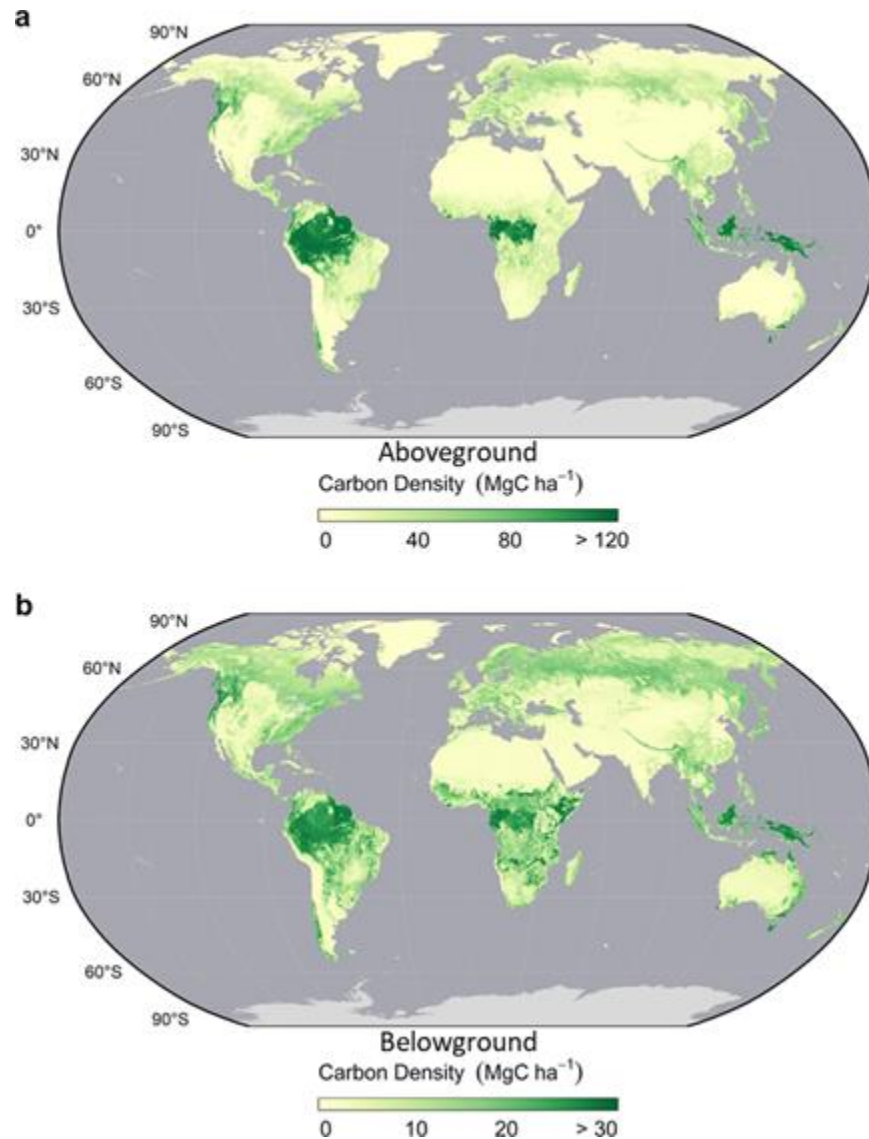 a
90°N
60°N
30°N
0°
30°S
60°S
90°S
Aboveground
Carbon Density (MgC ha⁻¹)
0 40 80 > 120
b
90°N
60°N
30°N
0°
30°S
60°S
90°S
Belowground
Carbon Density (MgC ha⁻¹)
0 10 20 > 30